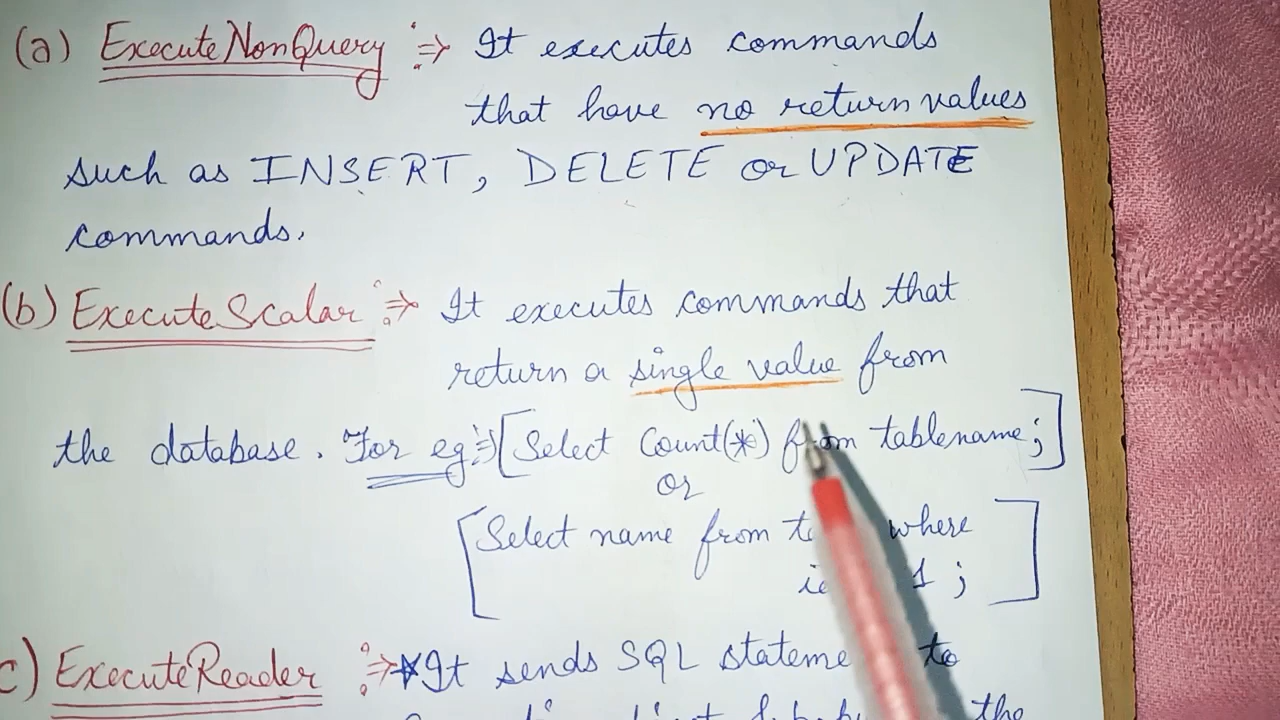 (a) ExecuteNonQuery :⇒ It executes commands
that have no return values
such as INSERT, DELETE or UPDATE
commands.
(b) ExecuteScalar :⇒ It executes commands that
return a single value from
the database. For eg:⇒ [Select Count(*) from tablename;]
or
[Select name from where
1 ;]
c) ExecuteReader :⇒ *It sends SQL to
the